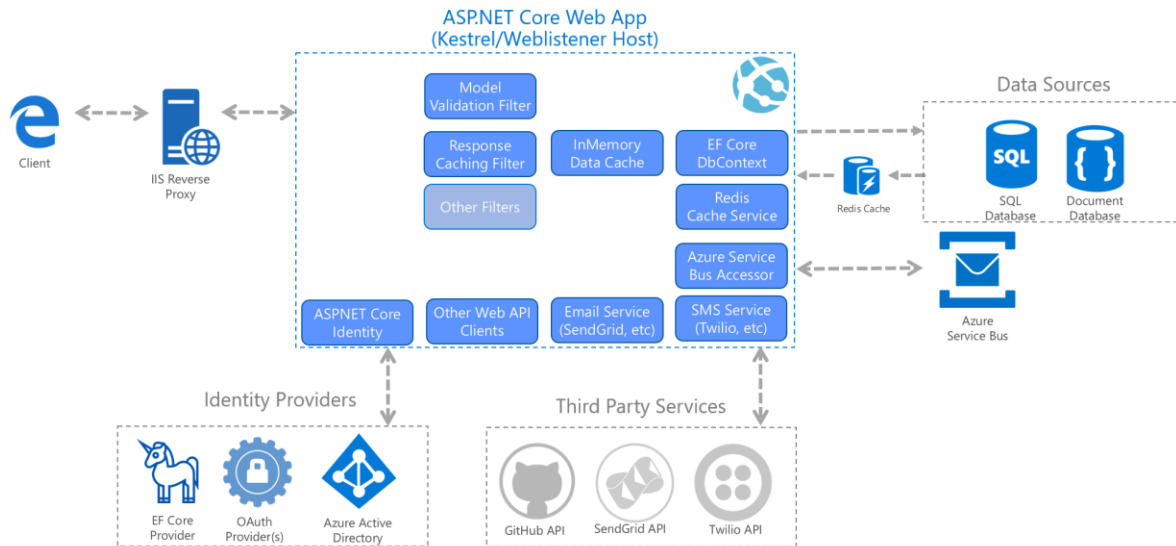 ASP.NET Core Web App
(Kestrel/Weblistener Host)
Model
Validation Filter
Data Sources
Response
Caching Filter
InMemory
Data Cache
EF Core
DbContext
SQL
{ }
Client
IIS Reverse
Proxy
Other Filters
Redis
Cache Service
Redis Cache
SQL
Database
Document
Database
Azure Service
Bus Accessor
ASPNET Core
Identity
Other Web API
Clients
Email Service
(SendGrid, etc)
SMS Service
(Twilio, etc)
Azure
Service Bus
Identity Providers
Third Party Services
EF Core
Provider
OAuth
Provider(s)
Azure Active
Directory
GitHub API
SendGrid API
Twilio API